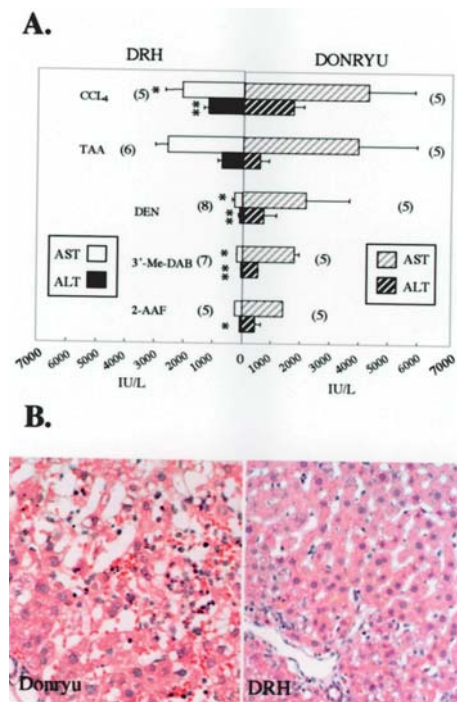 A.
DRH DONRYU
CCL4 (5) * ** (5)
TAA (6) (5)
DEN (8) * ** (5)
3'-Me-DAB (7) * ** (5)
2-AAF (5) * (5)
AST AST
ALT ALT
7000 6000 5000 4000 3000 2000 1000 0 1000 2000 3000 4000 5000 6000 7000
IU/L IU/L
B.
Donryu DRH